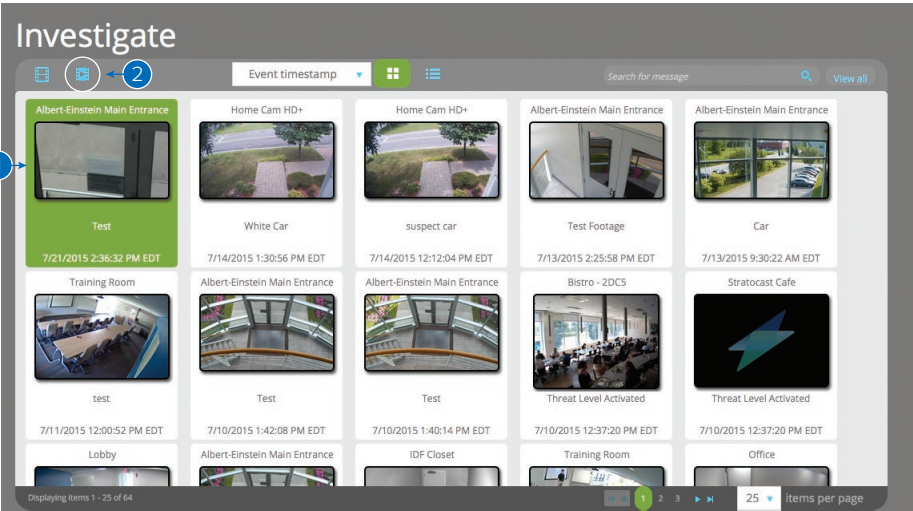 Investigate
2
Event timestamp
Search for message
View all
Albert-Einstein Main Entrance
Home Cam HD+
Home Cam HD+
Albert-Einstein Main Entrance
Albert-Einstein Main Entrance
Test
White Car
suspect car
Test Footage
Car
7/21/2015 2:36:32 PM EDT
7/14/2015 1:30:56 PM EDT
7/14/2015 12:12:04 PM EDT
7/13/2015 2:25:58 PM EDT
7/13/2015 9:30:22 AM EDT
Training Room
Albert-Einstein Main Entrance
Albert-Einstein Main Entrance
Bistro - 2DC5
Stratocast Cafe
test
Test
Test
Threat Level Activated
Threat Level Activated
7/11/2015 12:00:52 PM EDT
7/10/2015 1:42:08 PM EDT
7/10/2015 1:40:14 PM EDT
7/10/2015 12:37:20 PM EDT
7/10/2015 12:37:20 PM EDT
Lobby
Albert-Einstein Main Entrance
IDF Closet
Training Room
Office
Displaying items 1 - 25 of 64
1 2 3
25 items per page